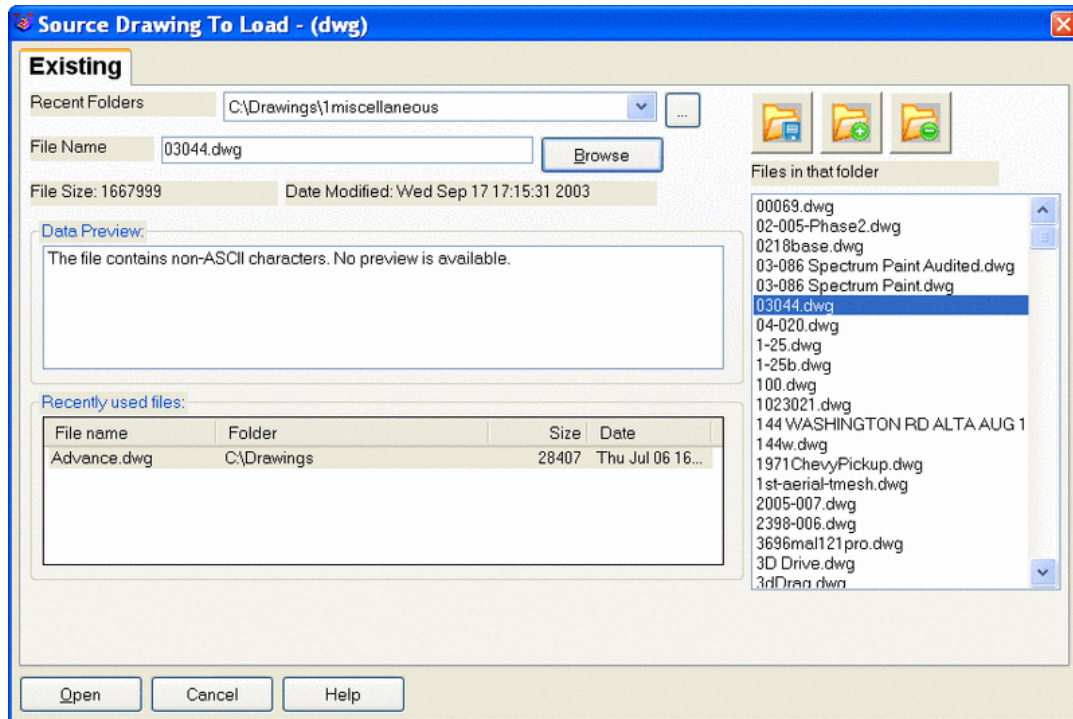 Source Drawing To Load - (dwg)
Existing
Recent Folders
C:\Drawings\1miscellaneous
...
File Name
03044.dwg
Browse
File Size: 1667999
Date Modified: Wed Sep 17 17:15:31 2003
Data Preview:
The file contains non-ASCII characters. No preview is available.
Recently used files:
File name Folder Size Date
Advance.dwg C:\Drawings 28407 Thu Jul 06 16...
Files in that folder
00069.dwg
02-005-Phase2.dwg
0218base.dwg
03-086 Spectrum Paint Audited.dwg
03-086 Spectrum Paint.dwg
03044.dwg
04-020.dwg
1-25.dwg
1-25b.dwg
100.dwg
1023021.dwg
144 WASHINGTON RD ALTA AUG 1
144w.dwg
1971ChevyPickup.dwg
1st-aerial-tmesh.dwg
2005-007.dwg
2398-006.dwg
3696mal121pro.dwg
3D Drive.dwg
3dDrag.dwg
Open
Cancel
Help